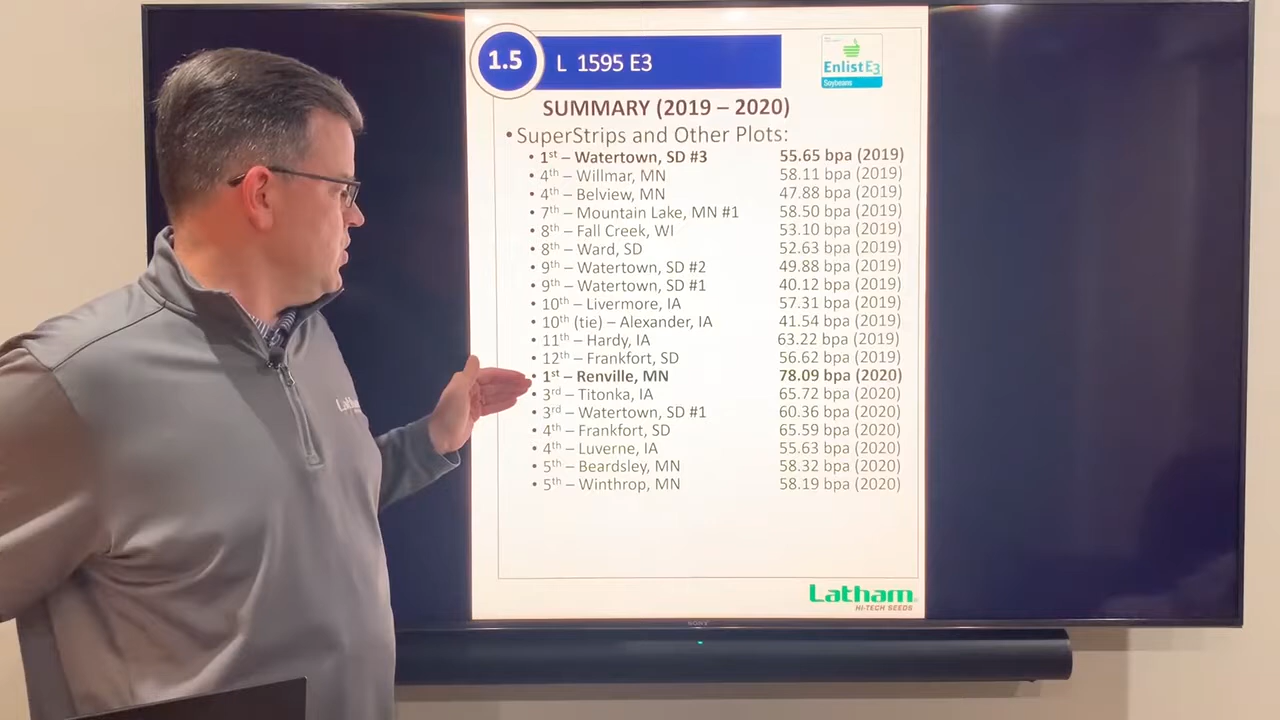 1.5
L 1595 E3
EnlistE3
Soybeans
SUMMARY (2019 – 2020)
• SuperStrips and Other Plots:
• 1st – Watertown, SD #3 55.65 bpa (2019)
• 4th – Willmar, MN 58.11 bpa (2019)
• 4th – Belview, MN 47.88 bpa (2019)
• 7th – Mountain Lake, MN #1 58.50 bpa (2019)
• 8th – Fall Creek, WI 53.10 bpa (2019)
• 8th – Ward, SD 52.63 bpa (2019)
• 9th – Watertown, SD #2 49.88 bpa (2019)
• 9th – Watertown, SD #1 40.12 bpa (2019)
• 10th – Livermore, IA 57.31 bpa (2019)
• 10th (tie) – Alexander, IA 41.54 bpa (2019)
• 11th – Hardy, IA 63.22 bpa (2019)
• 12th – Frankfort, SD 56.62 bpa (2019)
• 1st – Renville, MN 78.09 bpa (2020)
• 3rd – Titonka, IA 65.72 bpa (2020)
• 3rd – Watertown, SD #1 60.36 bpa (2020)
• 4th – Frankfort, SD 65.59 bpa (2020)
• 4th – Luverne, IA 55.63 bpa (2020)
• 5th – Beardsley, MN 58.32 bpa (2020)
• 5th – Winthrop, MN 58.19 bpa (2020)
Latham
HI-TECH SEEDS
SONY